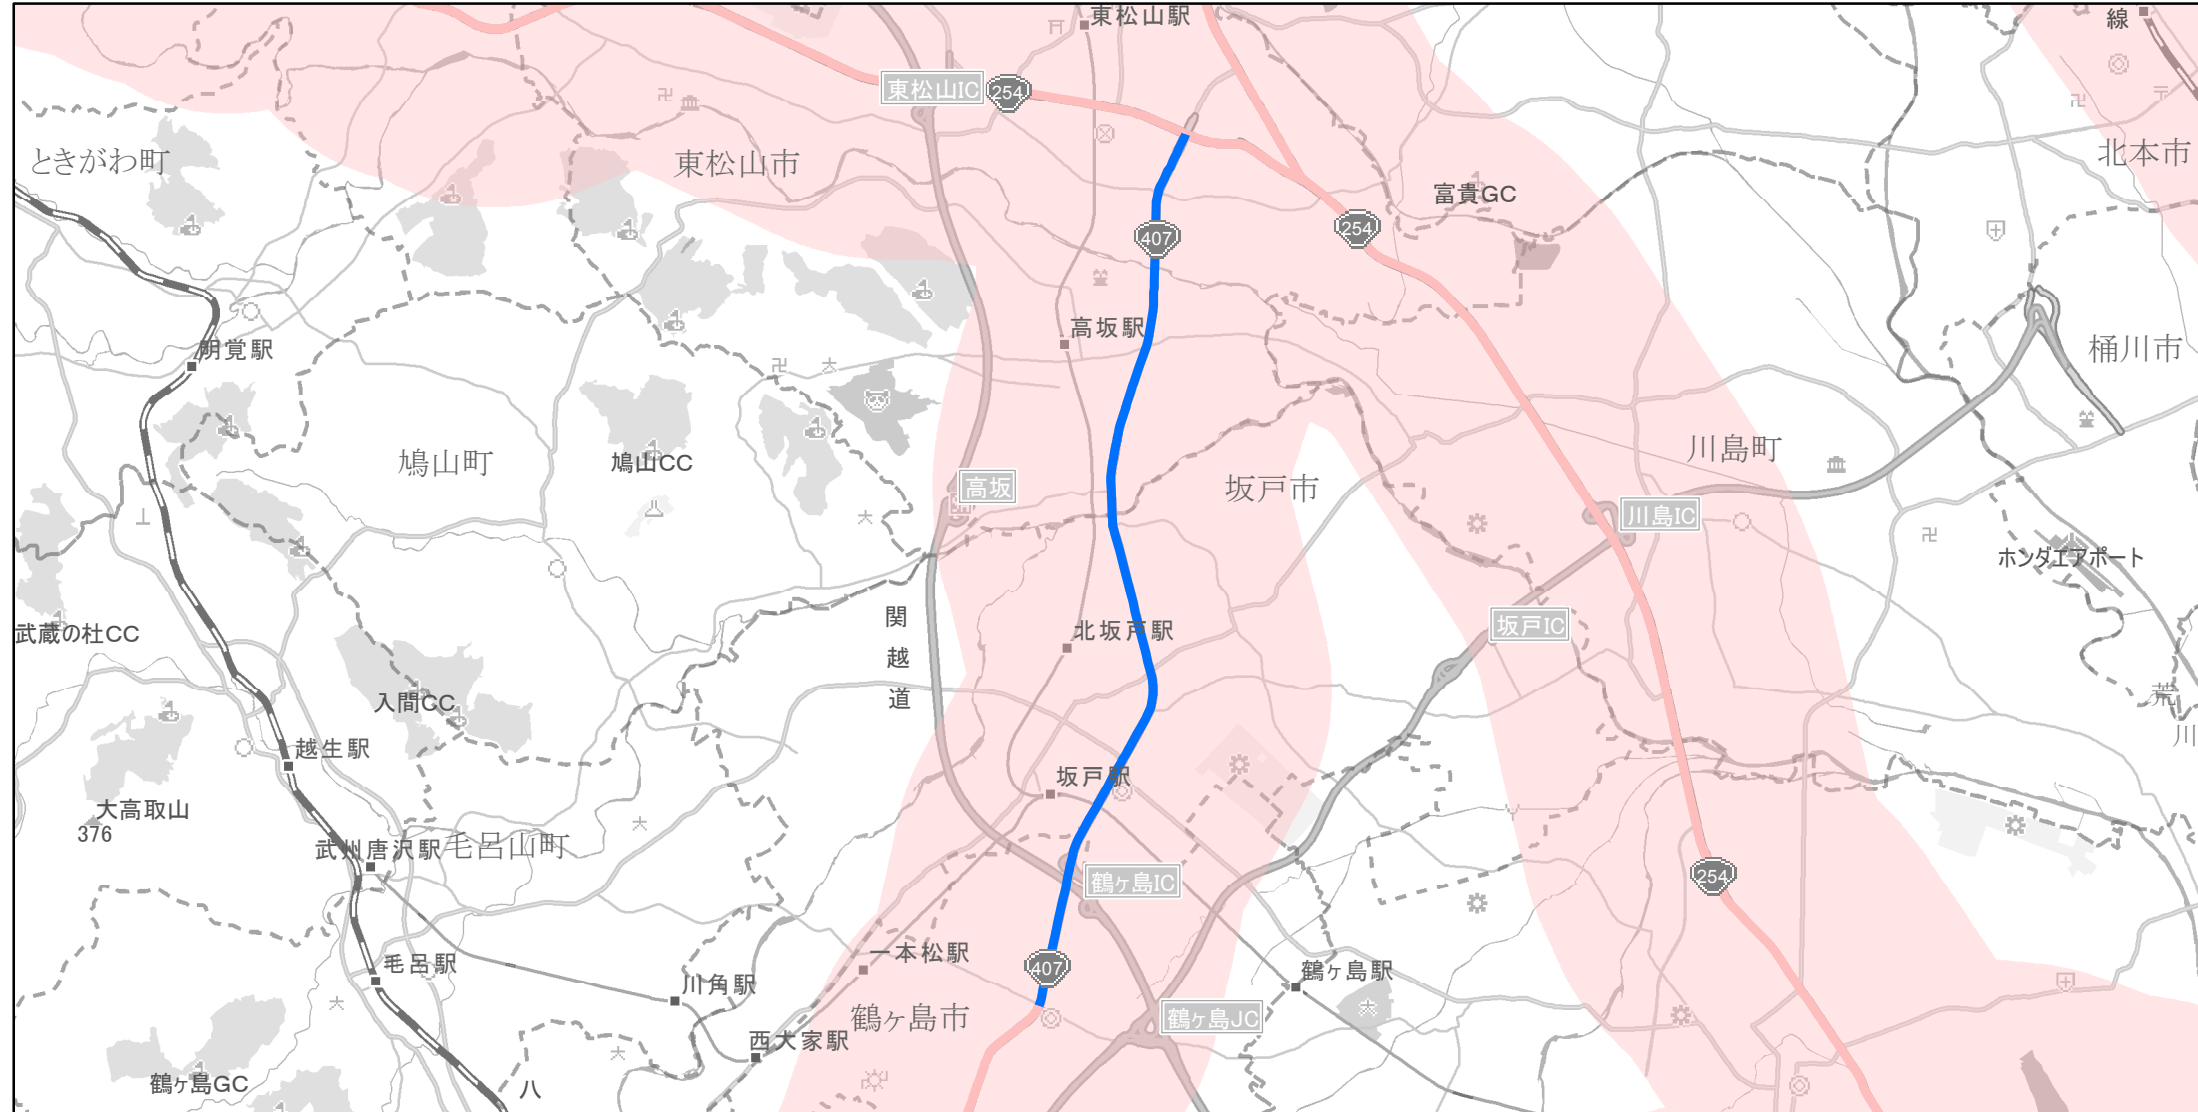 東松山駅
線
東松山IC
254
ときがわ町
東松山市
北本市
富貴GC
407
254
高坂駅
明覚駅
桶川市
鳩山町
鳩山CC
高坂
坂戸市
川島町
川島IC
ホンダエアポート
武蔵の杜CC
関越道
北坂戸駅
坂戸IC
入間CC
荒川
越生駅
坂戸駅
大高取山
376
武州唐沢駅
毛呂山町
鶴ヶ島IC
254
毛呂駅
一本松駅
407
鶴ヶ島駅
川角駅
鶴ヶ島市
鶴ヶ島JC
西大家駅
鶴ヶ島GC
八